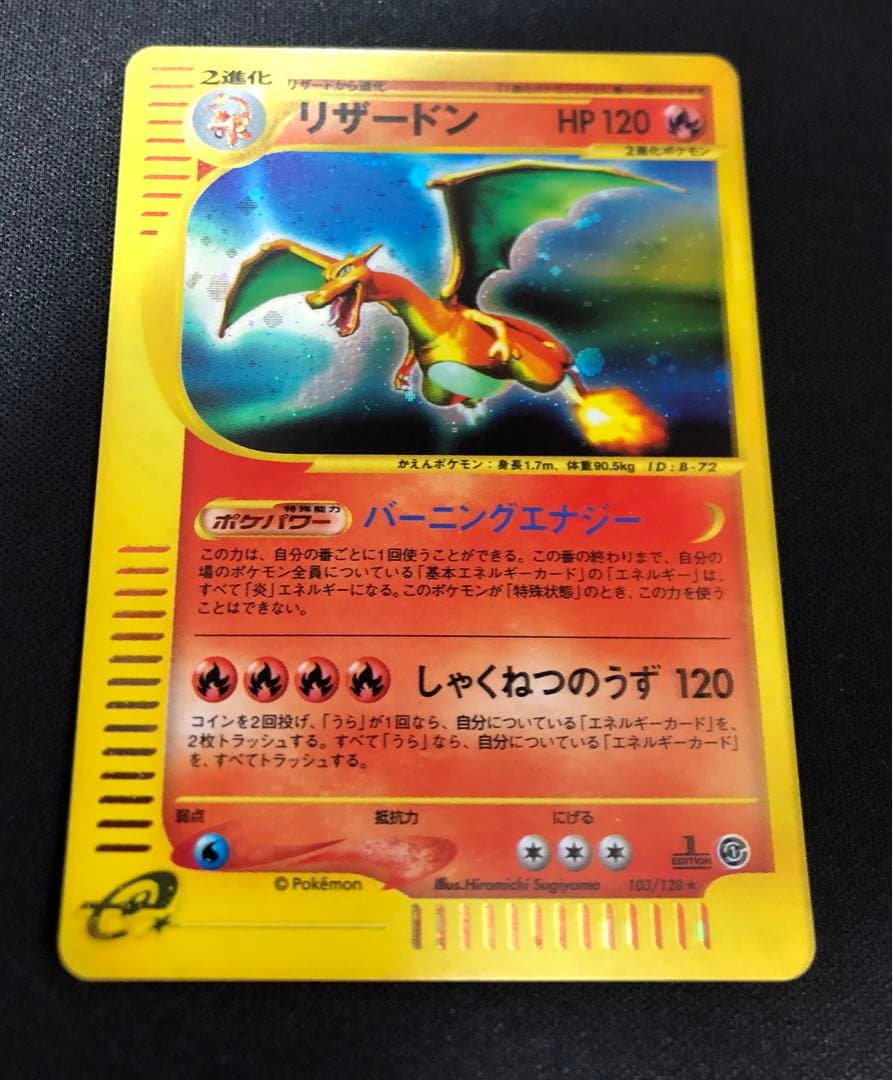 2進化
リザードから進化
リザードン HP 120
2進化ポケモン
かえんポケモン：身長1.7m、体重90.5kg ID：B-72
特殊能力
ポケパワー バーニングエナジー
この力は、自分の番ごとに1回使うことができる。この番の終わりまで、自分の
場のポケモン全員についている「基本エネルギーカード」の「エネルギー」は、
すべて「炎」エネルギーになる。このポケモンが「特殊状態」のとき、この力を使う
ことはできない。
しゃくねつのうず 120
コインを2回投げ、「うら」が1回なら、自分についている「エネルギーカード」を、
2枚トラッシュする。すべて「うら」なら、自分についている「エネルギーカード」
を、すべてトラッシュする。
弱点 抵抗力 にげる
1
EDITION
©Pokémon Illus.Hiromichi Sugiyama 103/128★